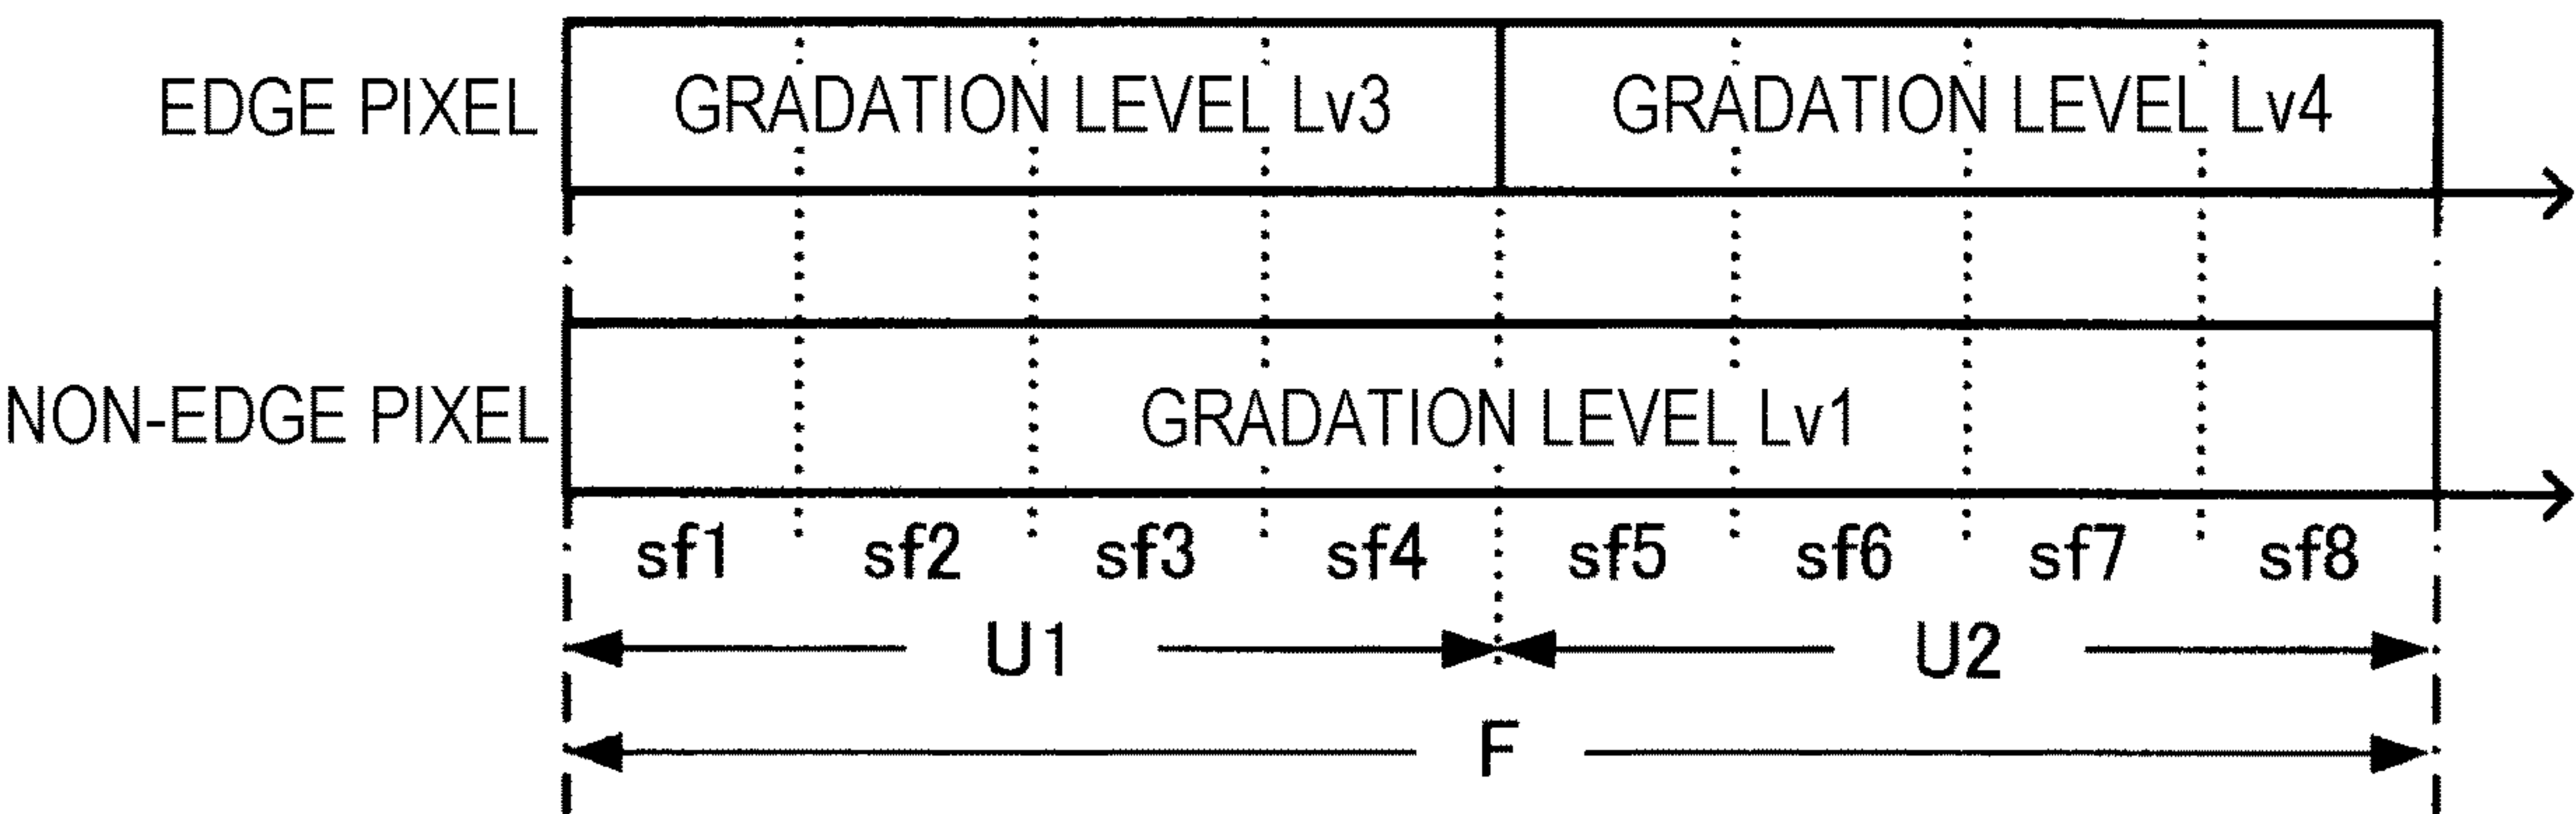 EDGE PIXEL GRADATION LEVEL Lv3 GRADATION LEVEL Lv4
NON-EDGE PIXEL GRADATION LEVEL Lv1
sf1 sf2 sf3 sf4 sf5 sf6 sf7 sf8
U1 U2
F